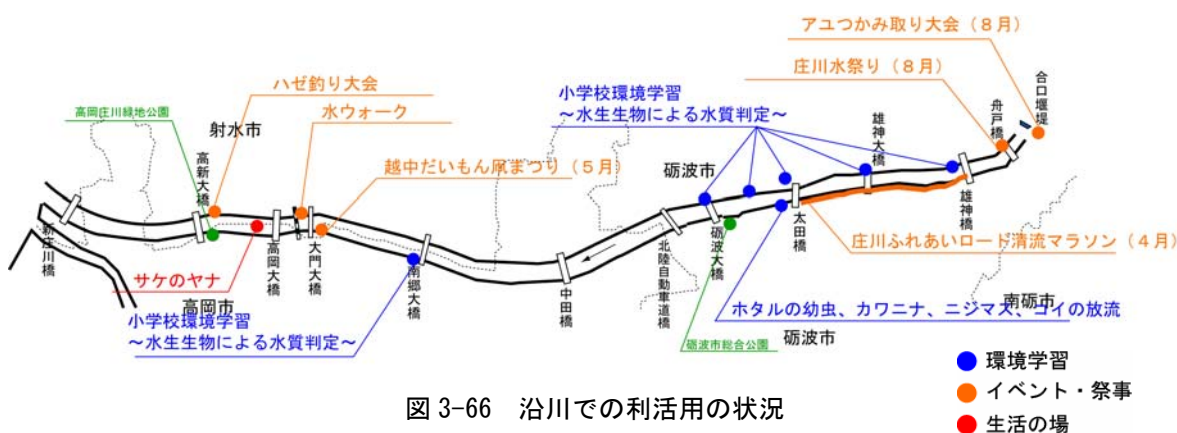 アユつかみ取り大会（８月）
庄川水祭り（８月）
合口堰堤
舟戸橋
ハゼ釣り大会
小学校環境学習
～水生生物による水質判定～
高岡庄川緑地公園
射水市
水ウォーク
雄神大橋
高新大橋
越中だいもん凧まつり（５月）
砺波市
新庄川橋
高岡大橋
大門大橋
南郷大橋
中田橋
北陸自動車道橋
砺波大橋
太田橋
雄神橋
庄川ふれあいロード清流マラソン（４月）
サケのヤナ
高岡市
南砺市
ホタルの幼虫、カワニナ、ニジマス、コイの放流
小学校環境学習
～水生生物による水質判定～
砺波市総合公園
砺波市
環境学習
イベント・祭事
生活の場
図 3-66　沿川での利活用の状況